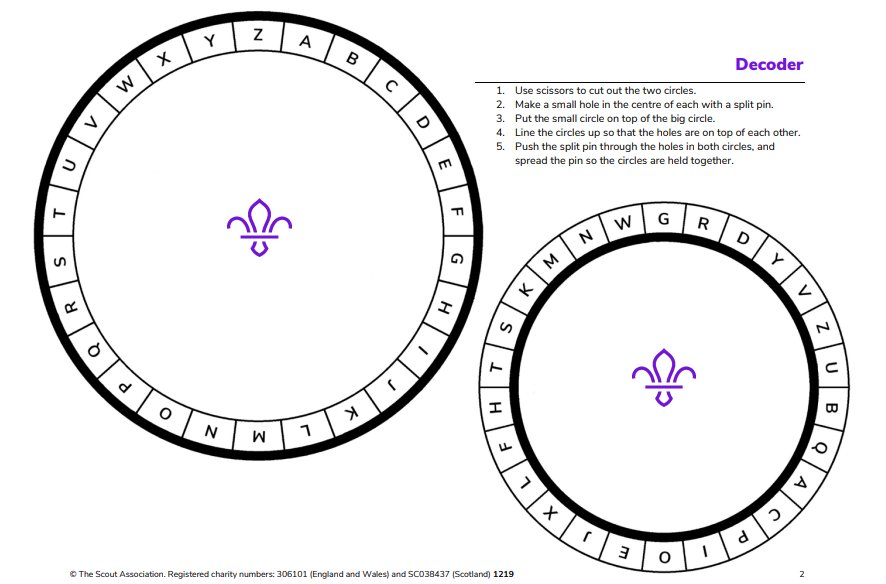 Z A B C D E F G H I J K L M N O P Q R S T U V W X Y
Decoder
1. Use scissors to cut out the two circles.
2. Make a small hole in the centre of each with a split pin.
3. Put the small circle on top of the big circle.
4. Line the circles up so that the holes are on top of each other.
5. Push the split pin through the holes in both circles, and
spread the pin so the circles are held together.
G R D Y V Z U B Q A C P I O E J X L F H T S K M N W
© The Scout Association. Registered charity numbers: 306101 (England and Wales) and SC038437 (Scotland) 1219
2